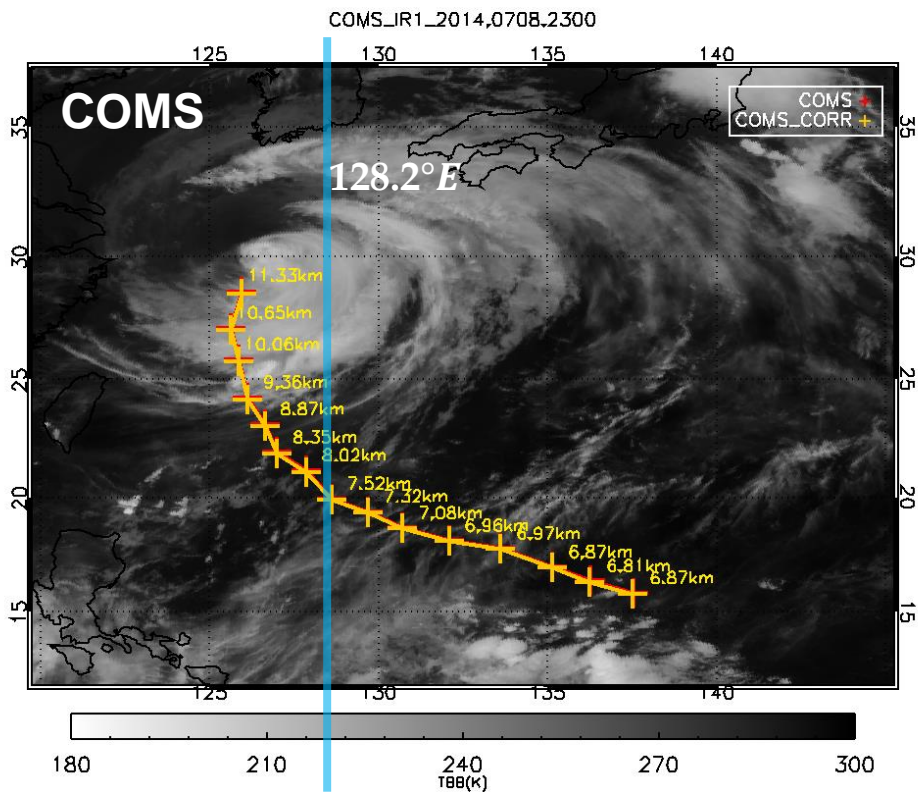 COMS_IR1_2014,0708,2300
125 130 135 140
COMS
COMS
COMS_CORR
35 35
128.2°E
30 30
11.33km
10.65km
10.06km
25 25
9.36km
8.87km
8.35km
8.02km
20 20
7.52km
7.32km
7.08km
6.96km
6.97km
6.87km
6.81km
6.87km
15 15
125 130 135 140
180 210 240 270 300
TBB(K)